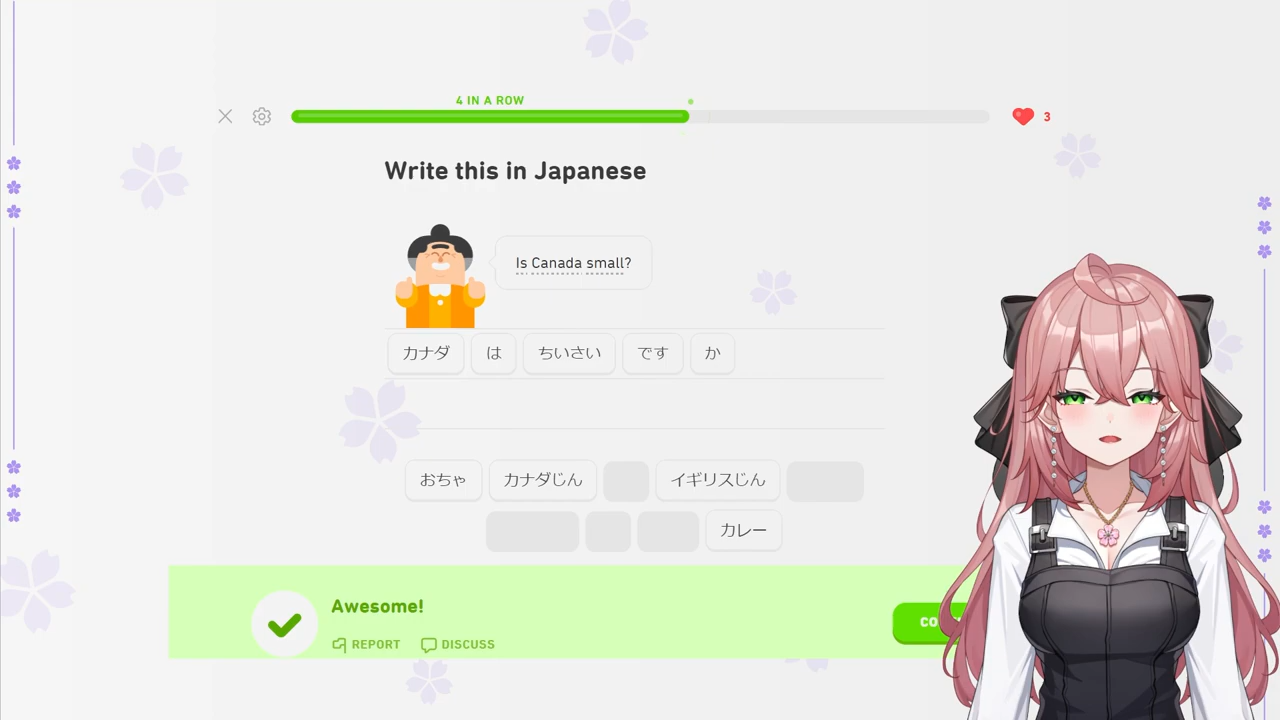 4 IN A ROW
3
Write this in Japanese
Is Canada small?
カナダ は ちいさい です か
おちゃ カナダじん イギリスじん
カレー
Awesome!
REPORT DISCUSS
CO